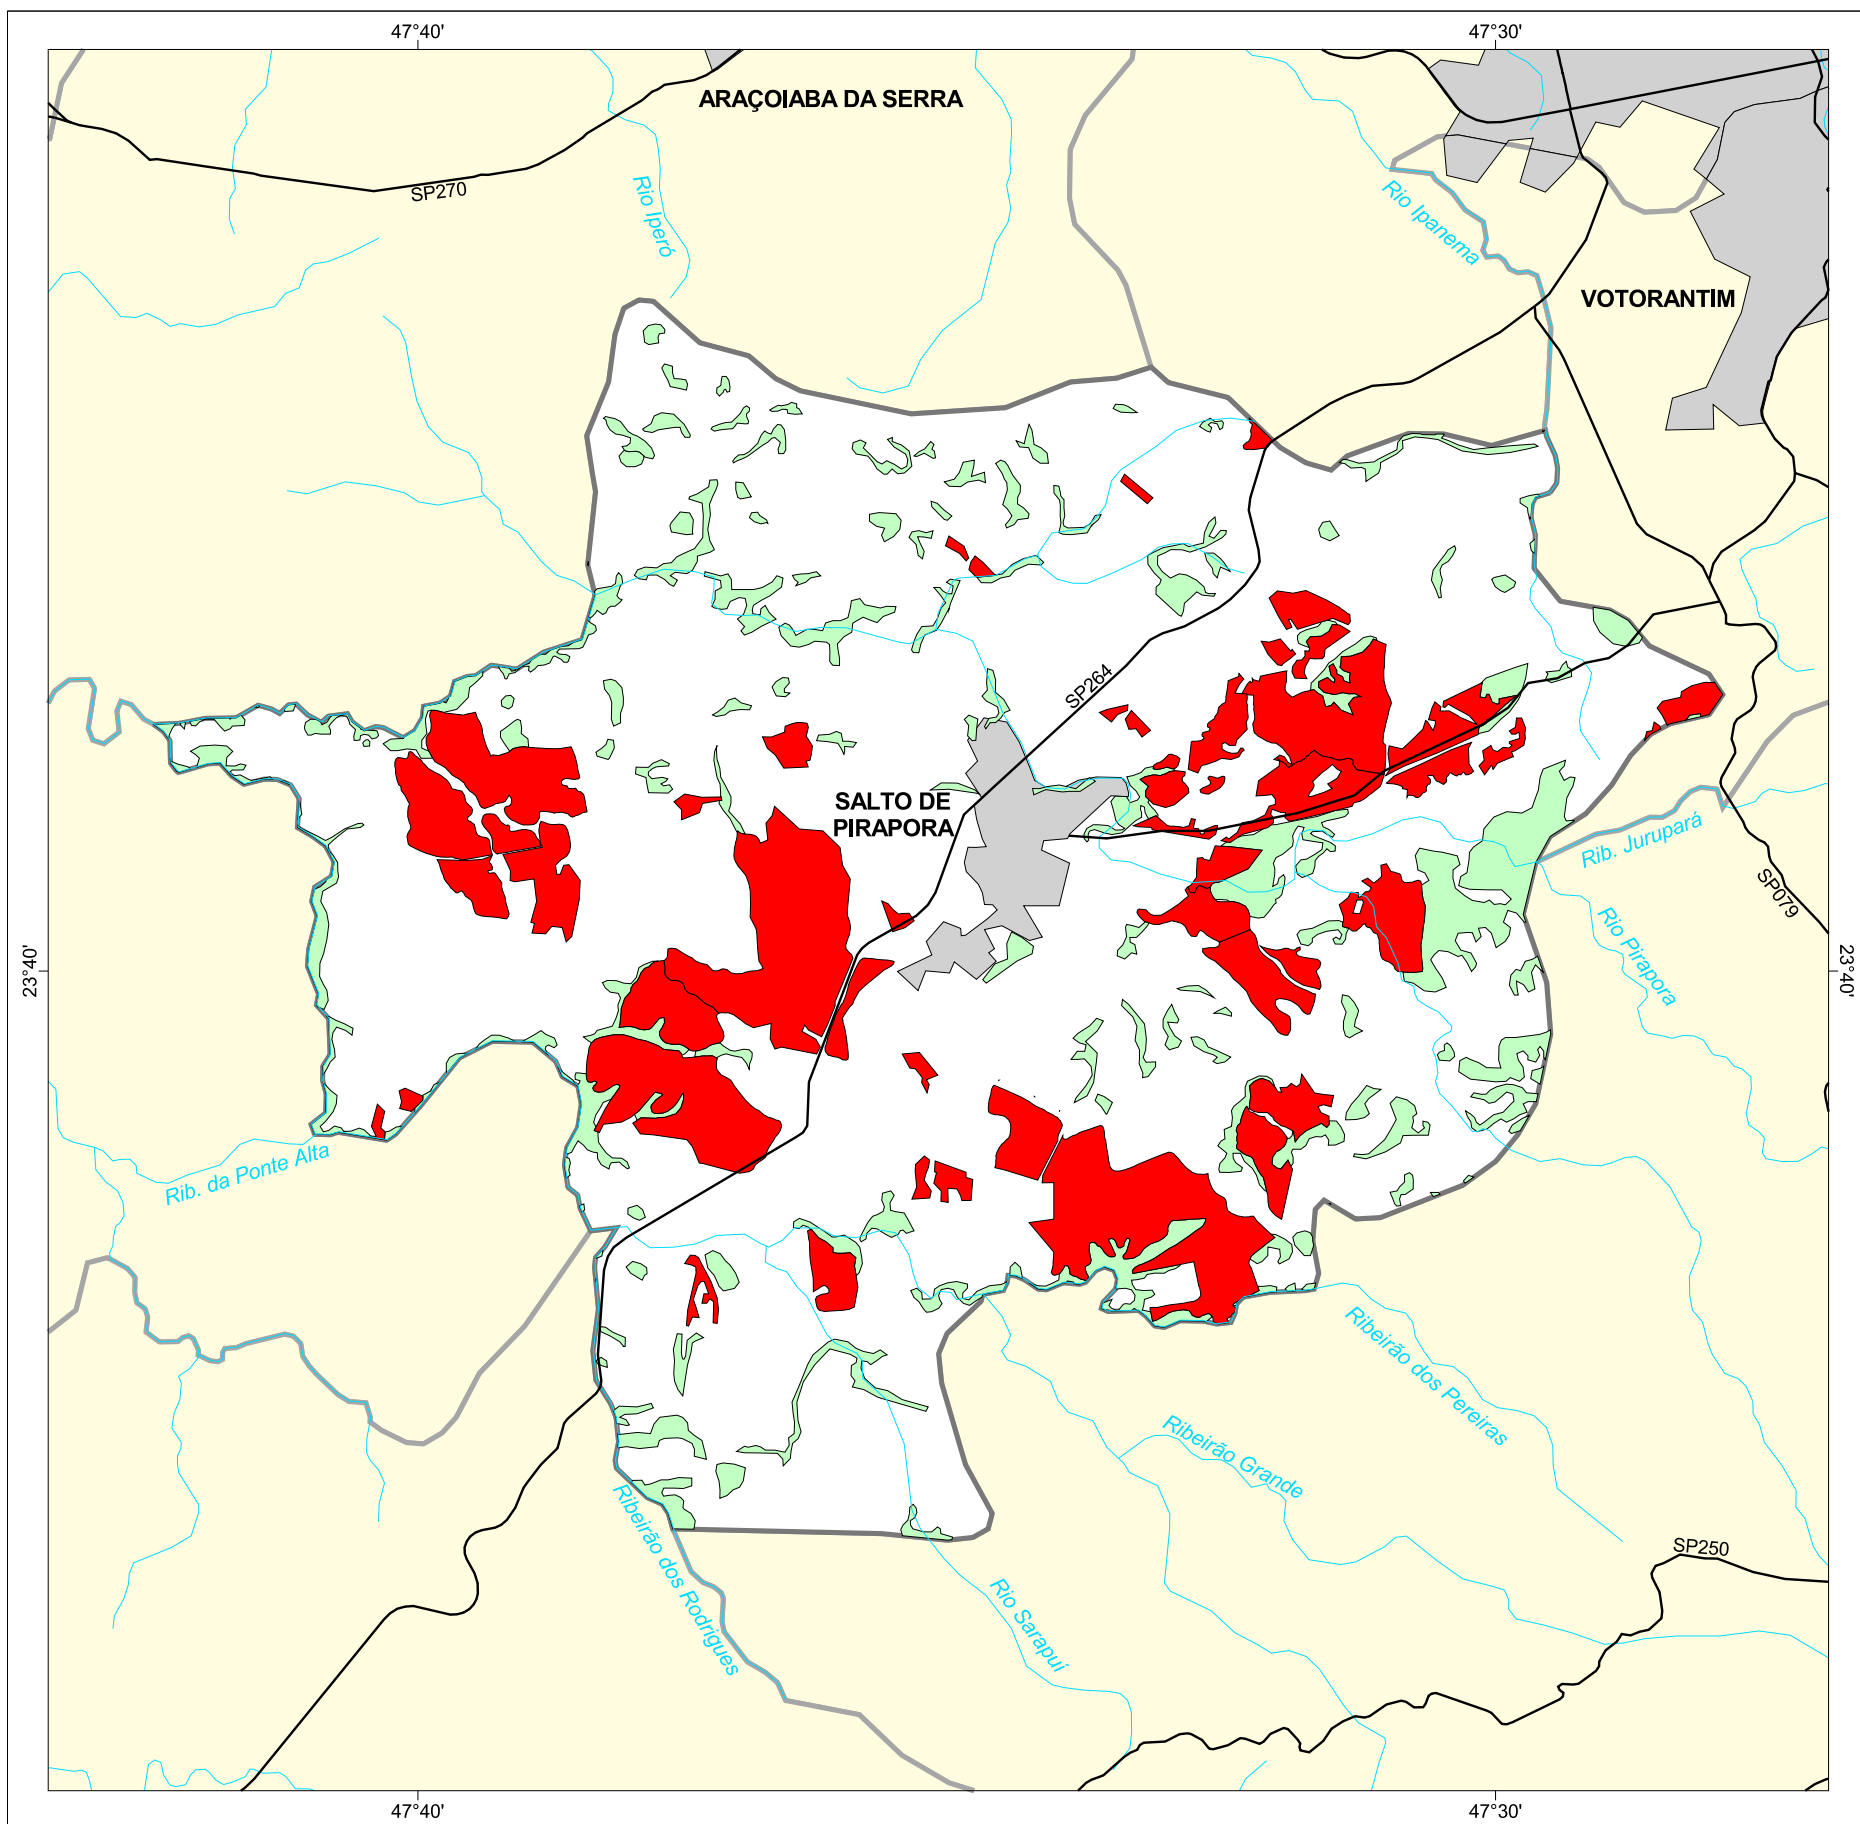 47°40'
47°30'
ARAÇOIABA DA SERRA
SP270
Rio Iperó
Rio Ipanema
VOTORANTIM
SP264
SALTO DE
PIRAPORA
Rib. Jurupará
SP079
Rio Pirapora
23°40'
23°40'
Rib. da Ponte Alta
Ribeirão dos Pereiras
Ribeirão Grande
Ribeirão dos Rodrigues
Rio Sarapuí
SP250
47°40'
47°30'